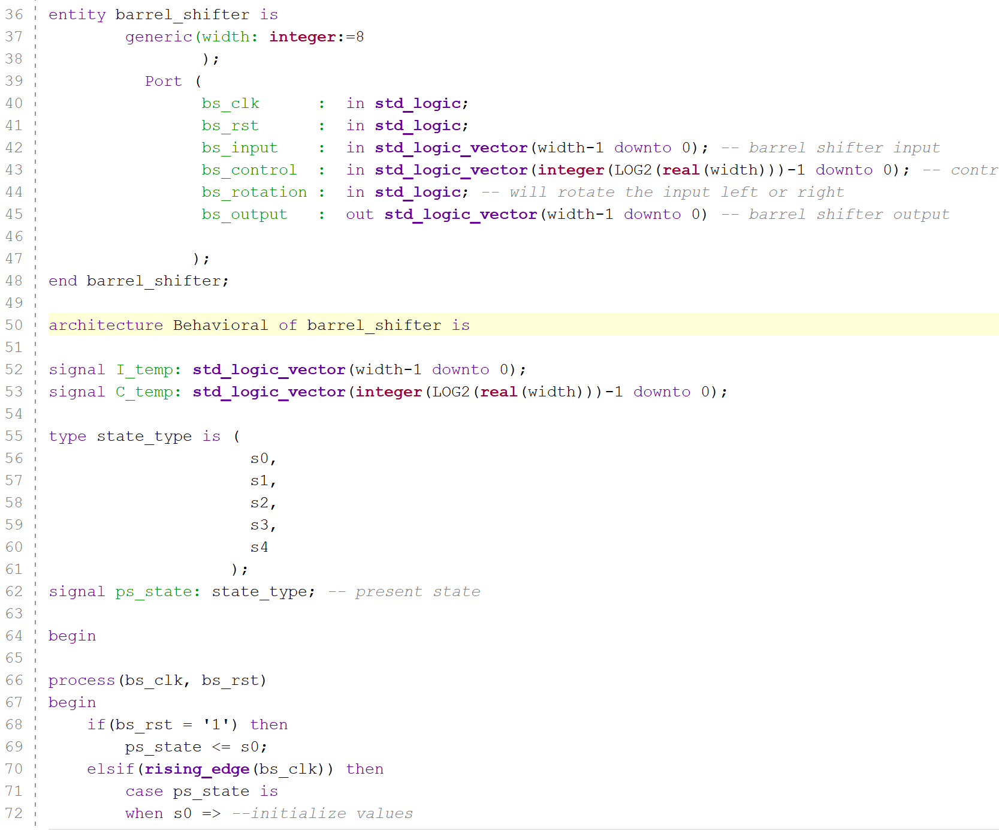 36 entity barrel_shifter is
37 generic(width: integer:=8
38 );
39 Port (
40 bs_clk : in std_logic;
41 bs_rst : in std_logic;
42 bs_input : in std_logic_vector(width-1 downto 0); -- barrel shifter input
43 bs_control : in std_logic_vector(integer(LOG2(real(width)))-1 downto 0); -- contr
44 bs_rotation : in std_logic; -- will rotate the input left or right
45 bs_output : out std_logic_vector(width-1 downto 0) -- barrel shifter output
46
47 );
48 end barrel_shifter;
49
50 architecture Behavioral of barrel_shifter is
51
52 signal I_temp: std_logic_vector(width-1 downto 0);
53 signal C_temp: std_logic_vector(integer(LOG2(real(width)))-1 downto 0);
54
55 type state_type is (
56 s0,
57 s1,
58 s2,
59 s3,
60 s4
61 );
62 signal ps_state: state_type; -- present state
63
64 begin
65
66 process(bs_clk, bs_rst)
67 begin
68 if(bs_rst = '1') then
69 ps_state <= s0;
70 elsif(rising_edge(bs_clk)) then
71 case ps_state is
72 when s0 => --initialize values